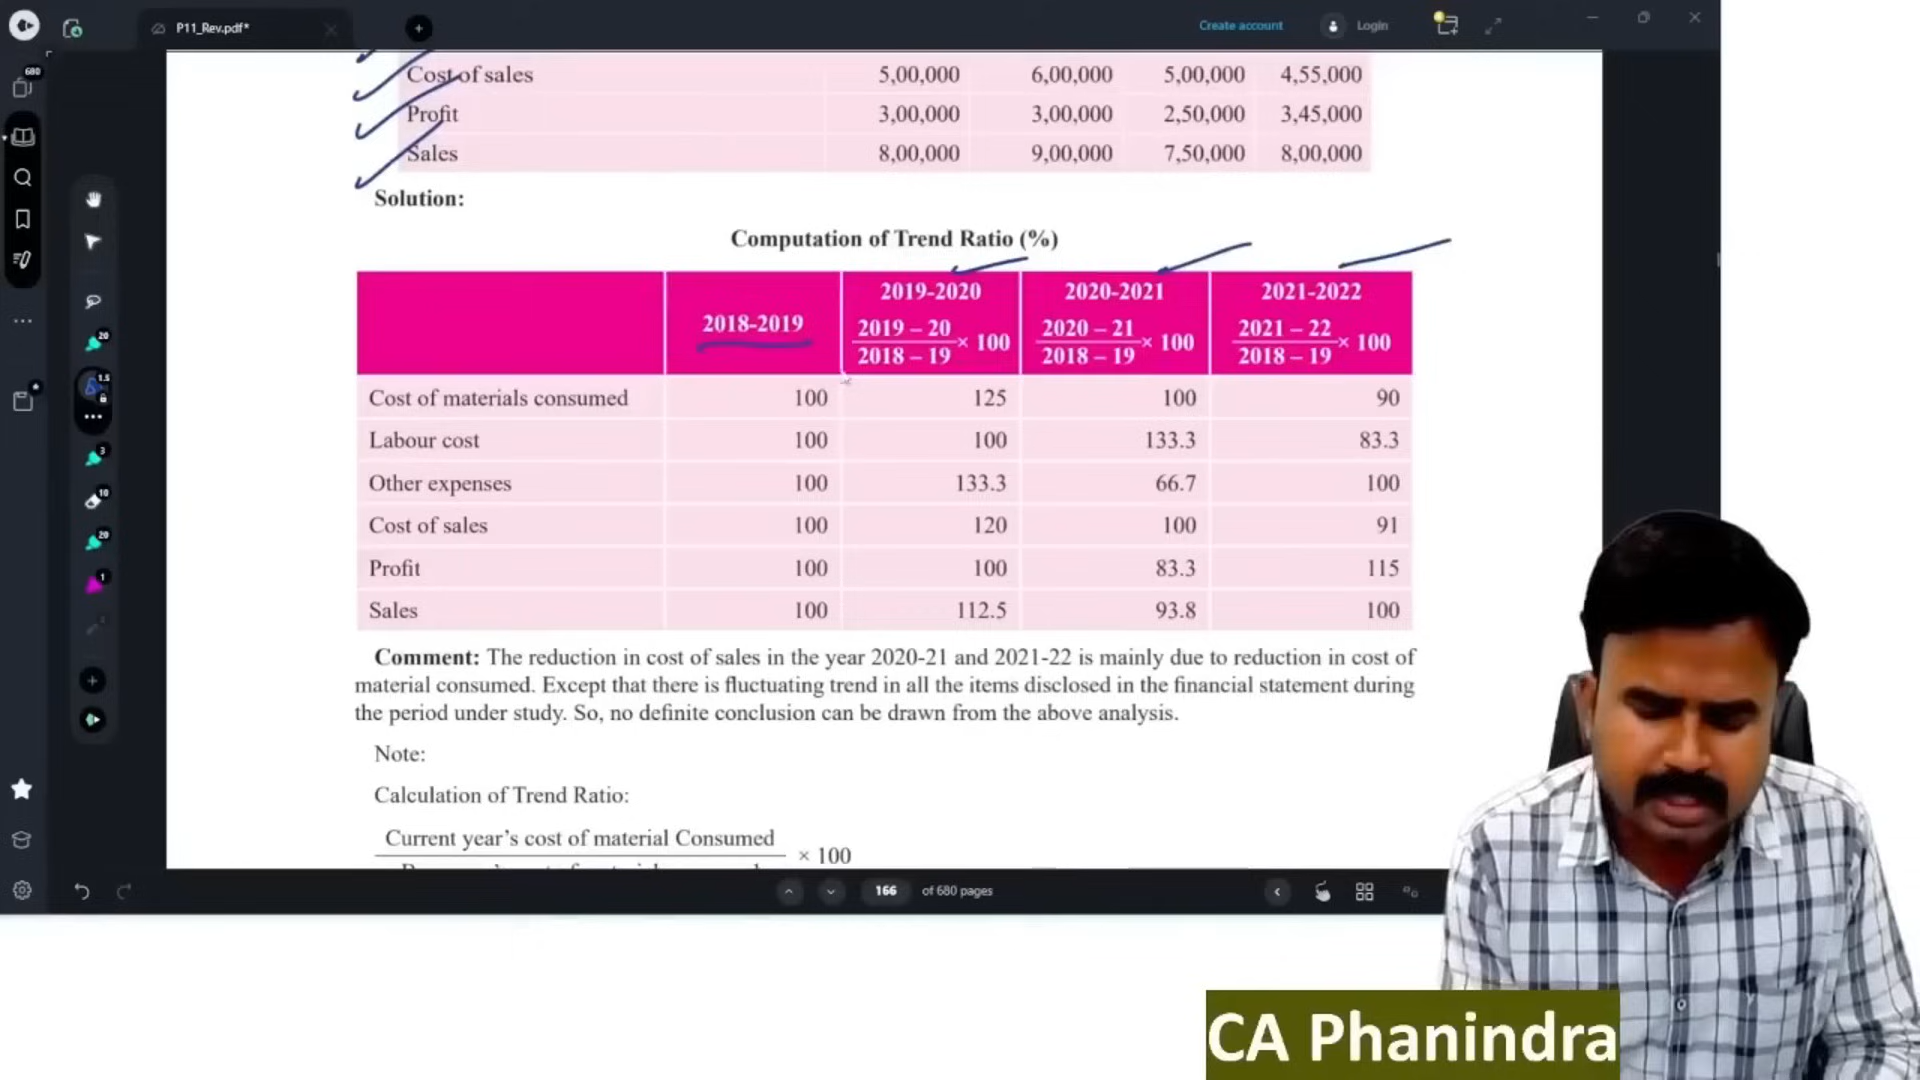 P11_Rev.pdf*
Create account
Login
680
Cost of sales 5,00,000 6,00,000 5,00,000 4,55,000
Profit 3,00,000 3,00,000 2,50,000 3,45,000
Sales 8,00,000 9,00,000 7,50,000 8,00,000
Solution:
Computation of Trend Ratio (%)
2018-2019 2019-2020 2020-2021 2021-2022
2019 – 20 2020 – 21 2021 – 22
× 100 × 100 × 100
2018 – 19 2018 – 19 2018 – 19
Cost of materials consumed 100 125 100 90
Labour cost 100 100 133.3 83.3
Other expenses 100 133.3 66.7 100
Cost of sales 100 120 100 91
Profit 100 100 83.3 115
Sales 100 112.5 93.8 100
Comment: The reduction in cost of sales in the year 2020-21 and 2021-22 is mainly due to reduction in cost of
material consumed. Except that there is fluctuating trend in all the items disclosed in the financial statement during
the period under study. So, no definite conclusion can be drawn from the above analysis.
Note:
Calculation of Trend Ratio:
Current year’s cost of material Consumed
× 100
20
1.5
3
10
20
1
166 of 680 pages
CA Phanindra